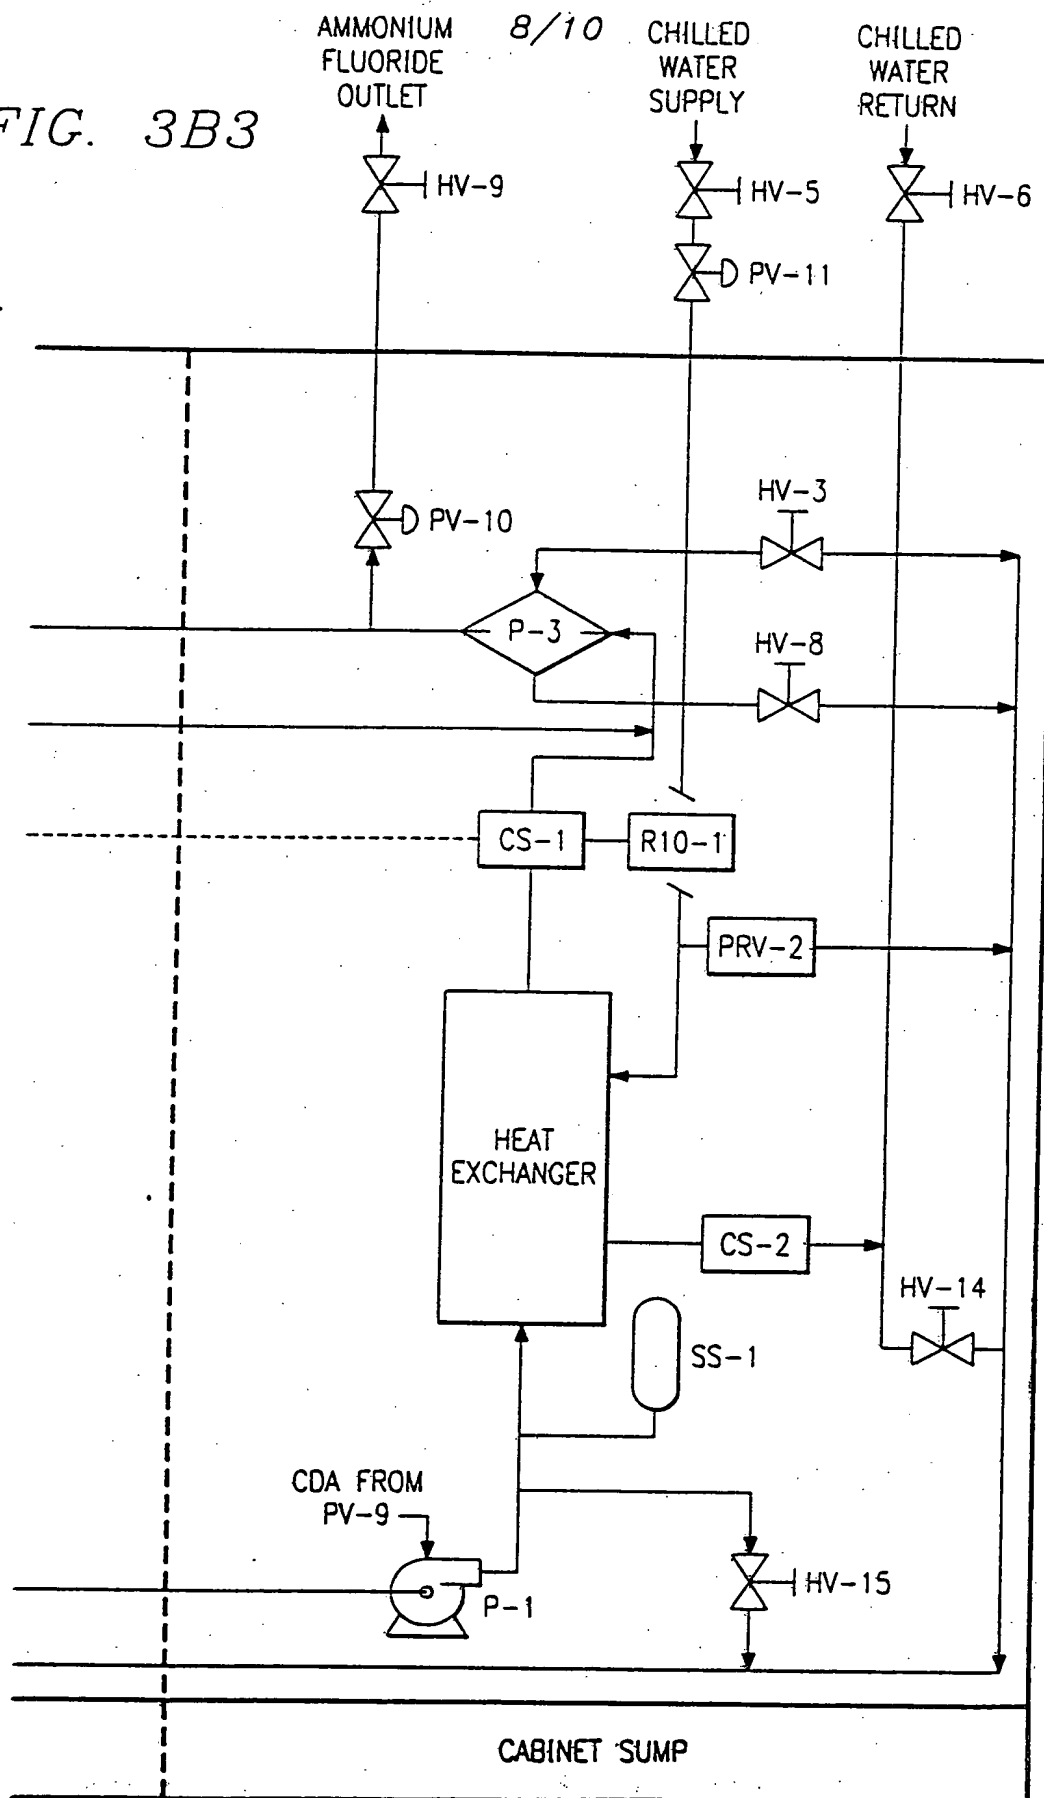 8/10
FIG. 3B3
AMMONIUM
FLUORIDE
OUTLET
CHILLED
WATER
SUPPLY
CHILLED
WATER
RETURN
HV-9
HV-5
HV-6
PV-11
HV-3
PV-10
P-3
HV-8
CS-1
R10-1
PRV-2
HEAT
EXCHANGER
CS-2
HV-14
SS-1
CDA FROM
PV-9
P-1
HV-15
CABINET SUMP